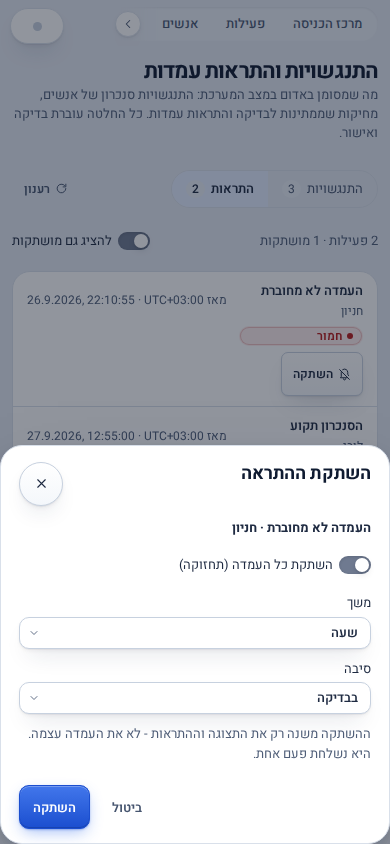 מרכז הכניסה
פעילות
אנשים
התנגשויות והתראות עמדות
מה שמסומן באדום במצב המערכת: התנגשויות סנכרון של אנשים,
מחיקות שממתינות לבדיקה והתראות עמדות. כל החלטה עוברת בדיקה
ואישור.
התנגשויות 3
התראות 2
רענון
2 פעילות · 1 מושתקות
להציג גם מושתקות
העמדה לא מחוברת
מאז 26.9.2026, 22:10:55 · UTC+03:00
חניון
חמור
השתקה
הסנכרון תקוע
מאז 27.9.2026, 12:55:00 · UTC+03:00
השתקת ההתראה
העמדה לא מחוברת · חניון
השתקת כל העמדה (תחזוקה)
משך
שעה
סיבה
בבדיקה
ההשתקה משנה רק את התצוגה וההתראות - לא את העמדה עצמה.
היא נשלחת פעם אחת.
ביטול
השתקה